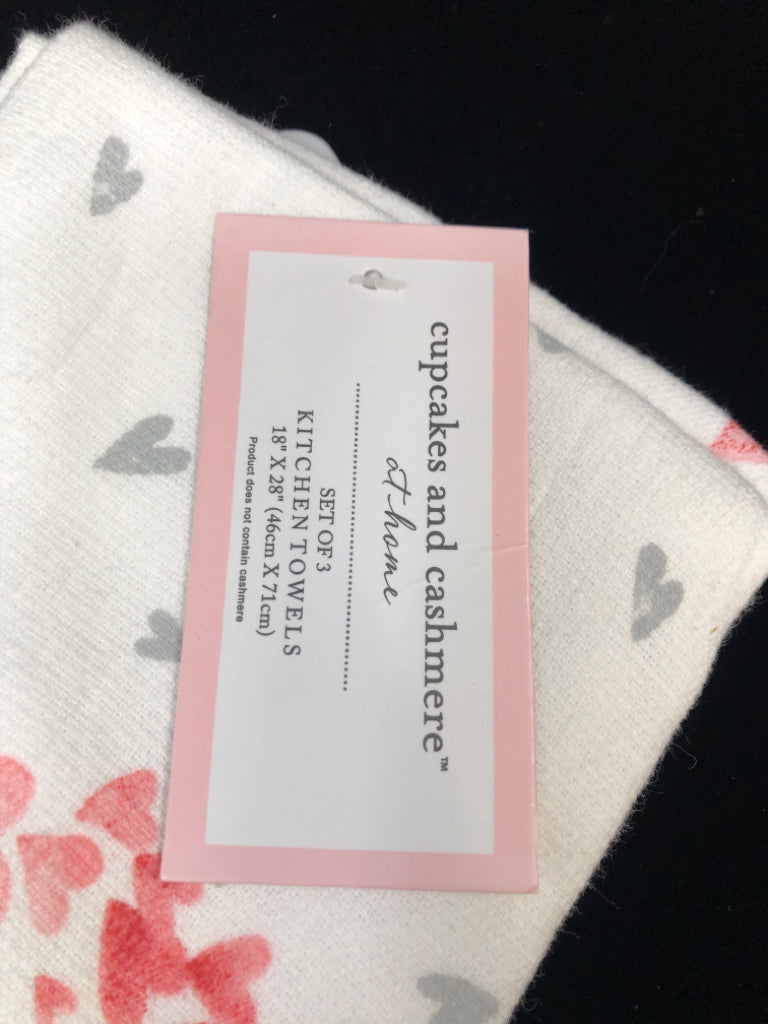 cupcakes and cashmere™
at home
SET OF 3
KITCHEN TOWELS
18" X 28" (46cm X 71cm)
Product does not contain cashmere